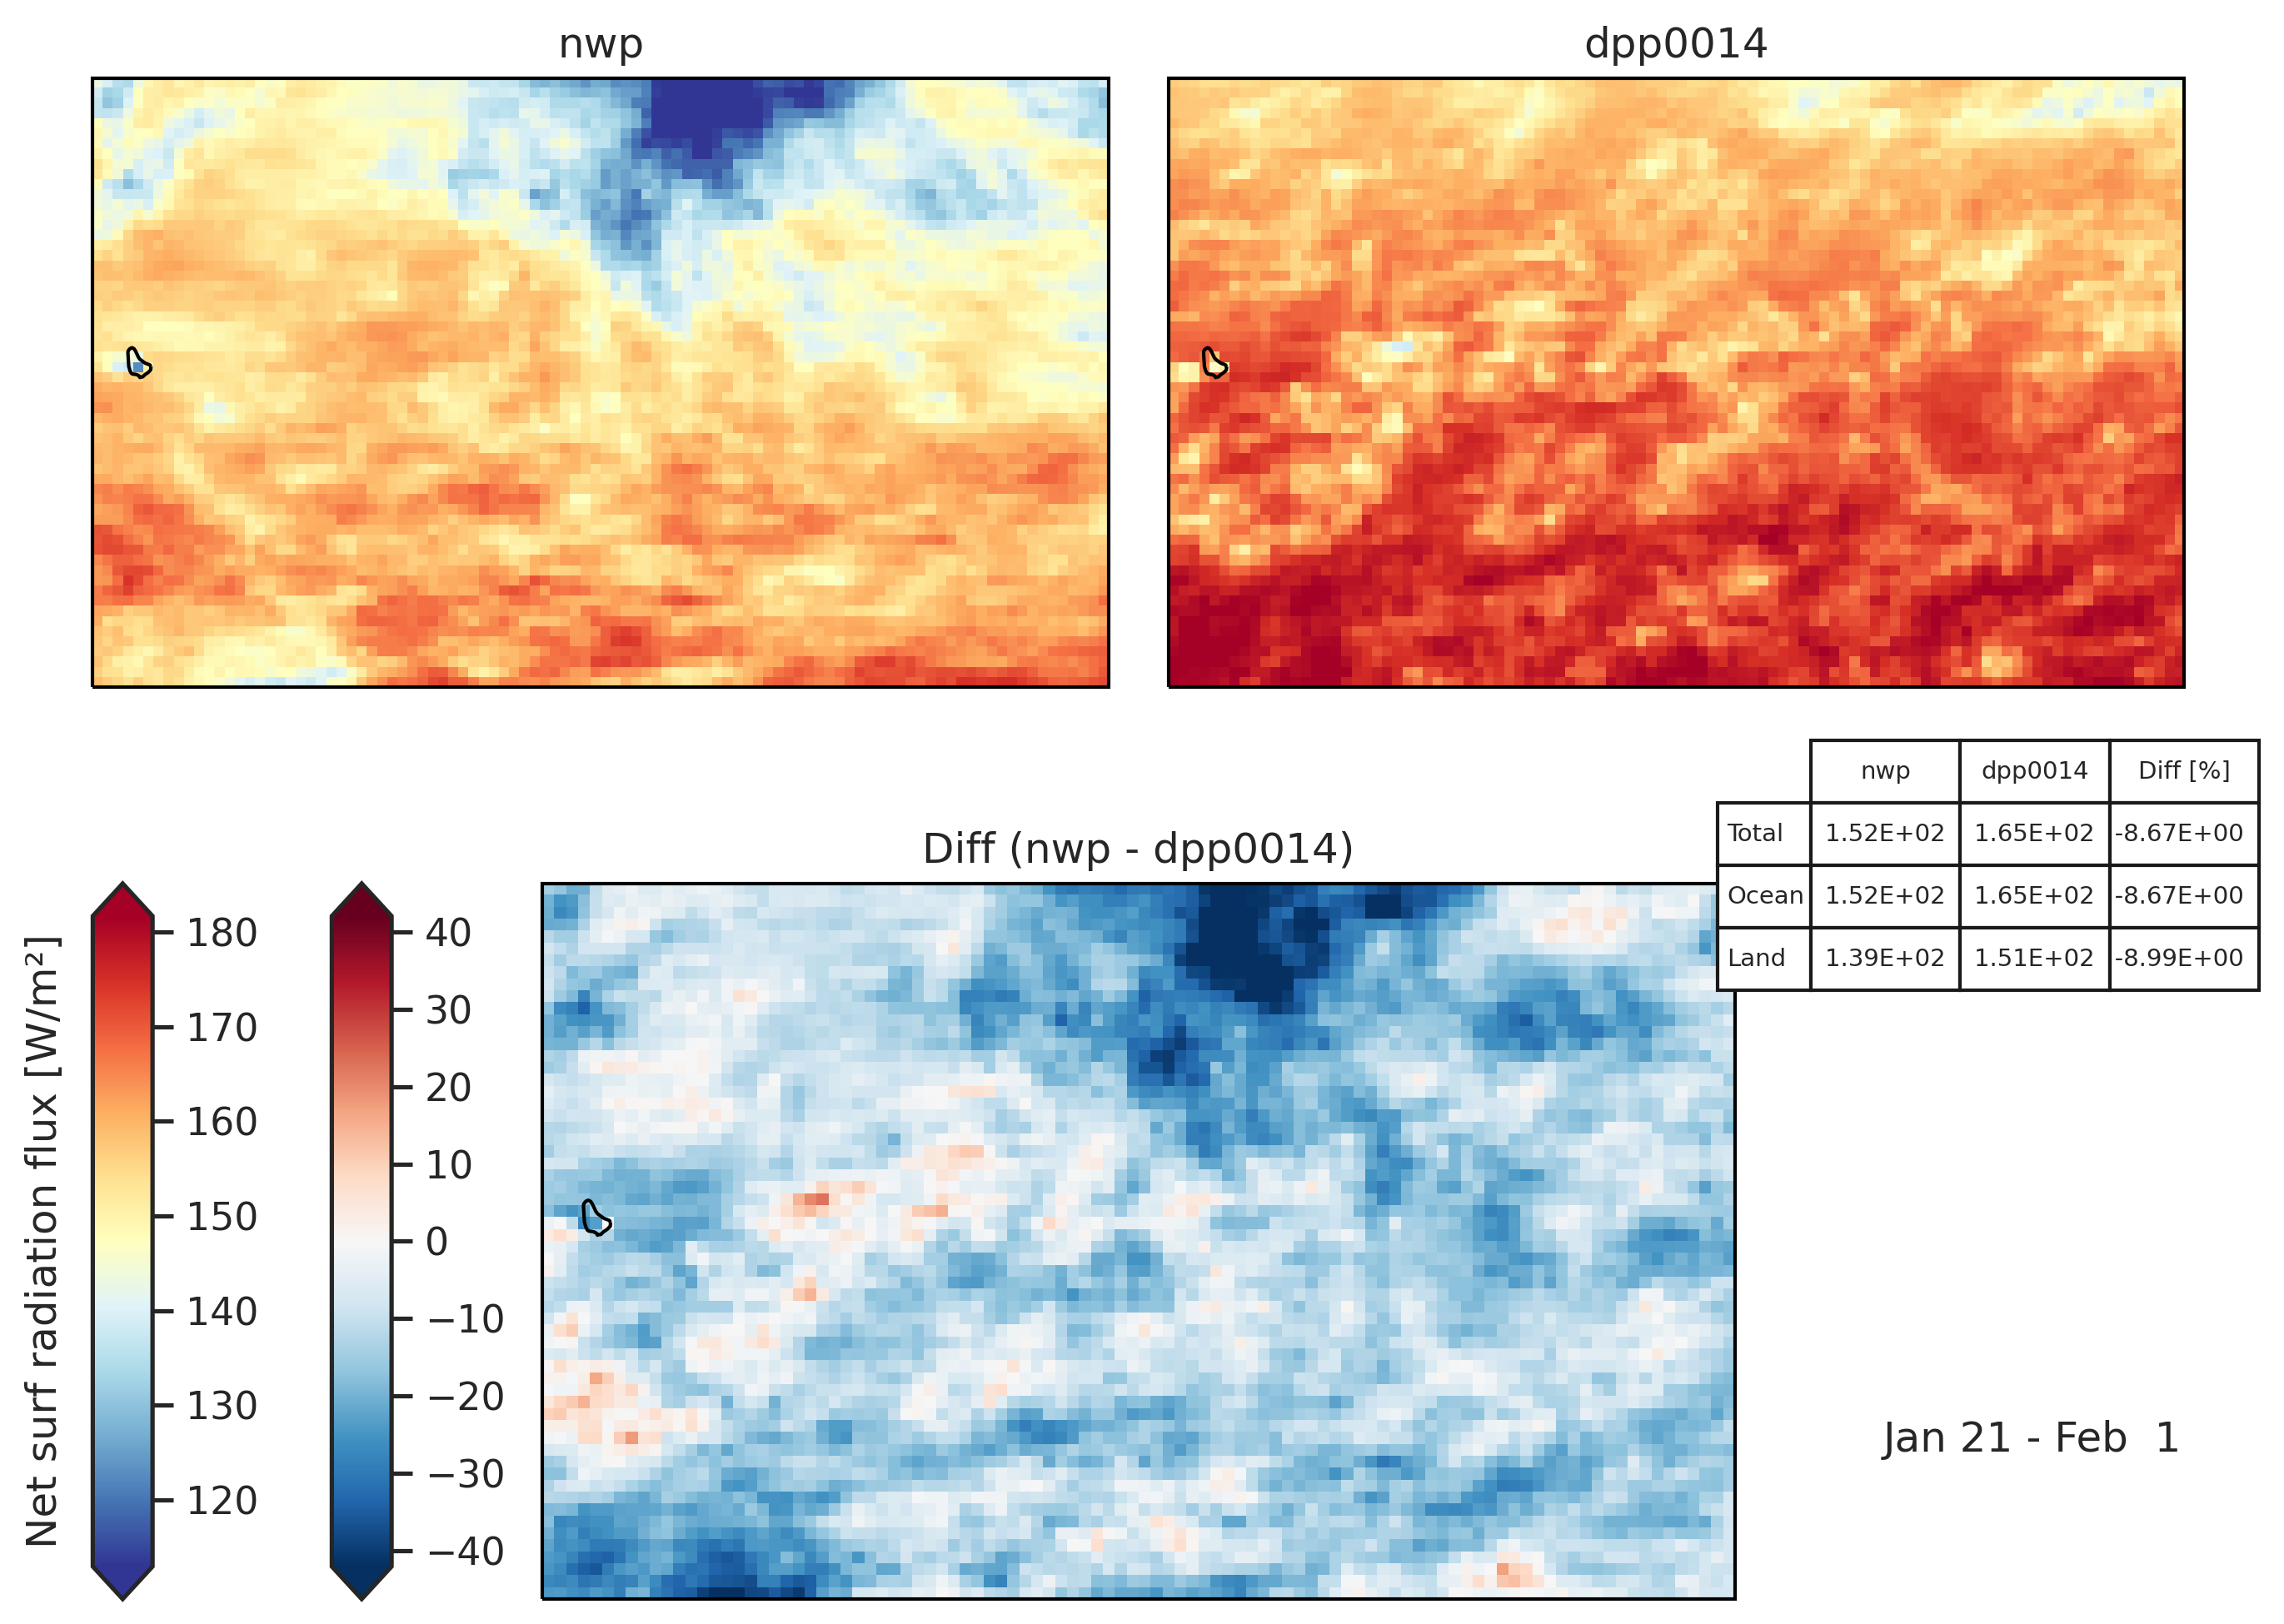 nwp
dpp0014
nwp dpp0014 Diff [%]
Total 1.52E+02 1.65E+02 -8.67E+00
Ocean 1.52E+02 1.65E+02 -8.67E+00
Land 1.39E+02 1.51E+02 -8.99E+00
Diff (nwp - dpp0014)
Net surf radiation flux [W/m²]
180
170
160
150
140
130
120
40
30
20
10
0
−10
−20
−30
−40
Jan 21 - Feb  1